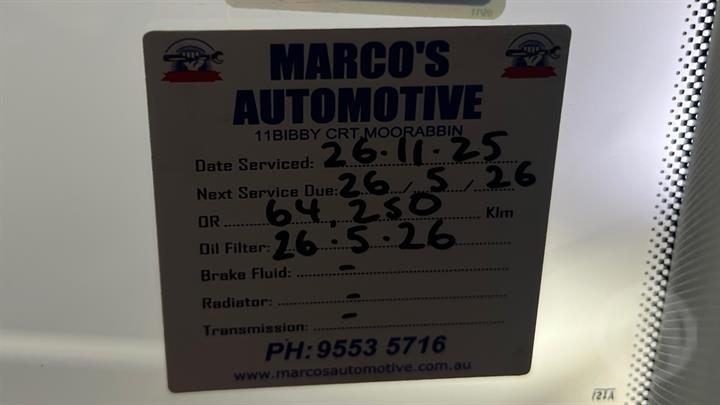 MARCO'S
AUTOMOTIVE
11BIBBY CRT MOORABBIN
Date Serviced: 26.11.25
Next Service Due: 26/5/26
OR 64,250 Klm
Oil Filter: 26.5.26
Brake Fluid: -
Radiator: -
Transmission: -
PH: 9553 5716
www.marcosautomotive.com.au